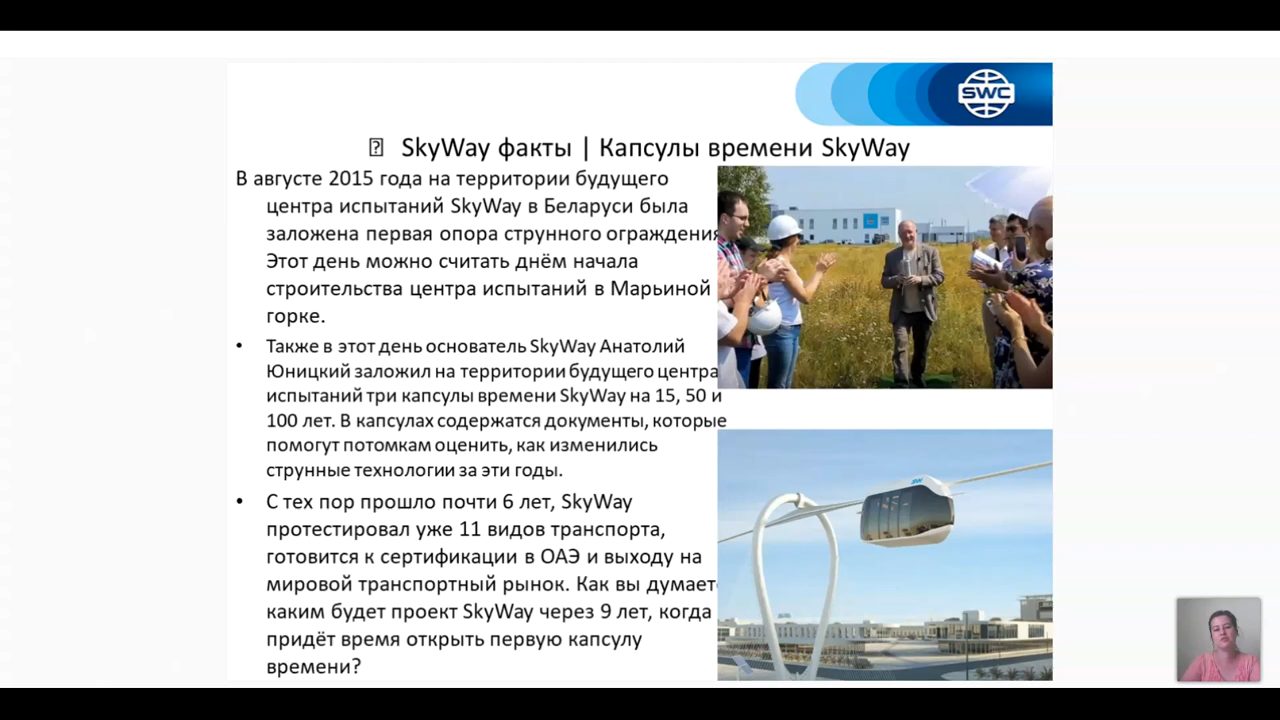 SWC
SkyWay факты | Капсулы времени SkyWay
В августе 2015 года на территории будущего
центра испытаний SkyWay в Беларуси была
заложена первая опора струнного ограждения
Этот день можно считать днём начала
строительства центра испытаний в Марьиной
горке.
• Также в этот день основатель SkyWay Анатолий
Юницкий заложил на территории будущего центра
испытаний три капсулы времени SkyWay на 15, 50 и
100 лет. В капсулах содержатся документы, которые
помогут потомкам оценить, как изменились
струнные технологии за эти годы.
• С тех пор прошло почти 6 лет, SkyWay
протестировал уже 11 видов транспорта,
готовится к сертификации в ОАЭ и выходу на
мировой транспортный рынок. Как вы думает
каким будет проект SkyWay через 9 лет, когда
придёт время открыть первую капсулу
времени?
SW